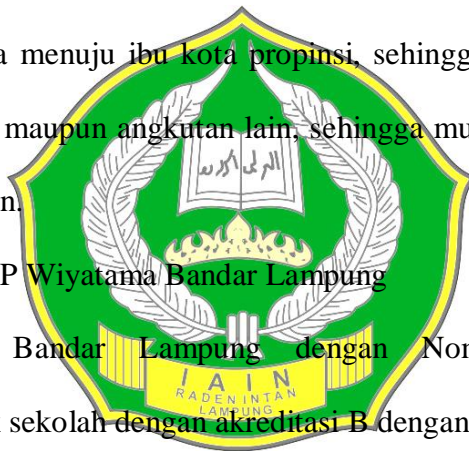 a menuju ibu kota propinsi, sehingg
maupun angkutan lain, sehingga mu
n.
P Wiyatama Bandar Lampung
Bandar Lampung dengan Nor
I A I N
RADEN INTAN
LAMPUNG
sekolah dengan akreditasi B dengan